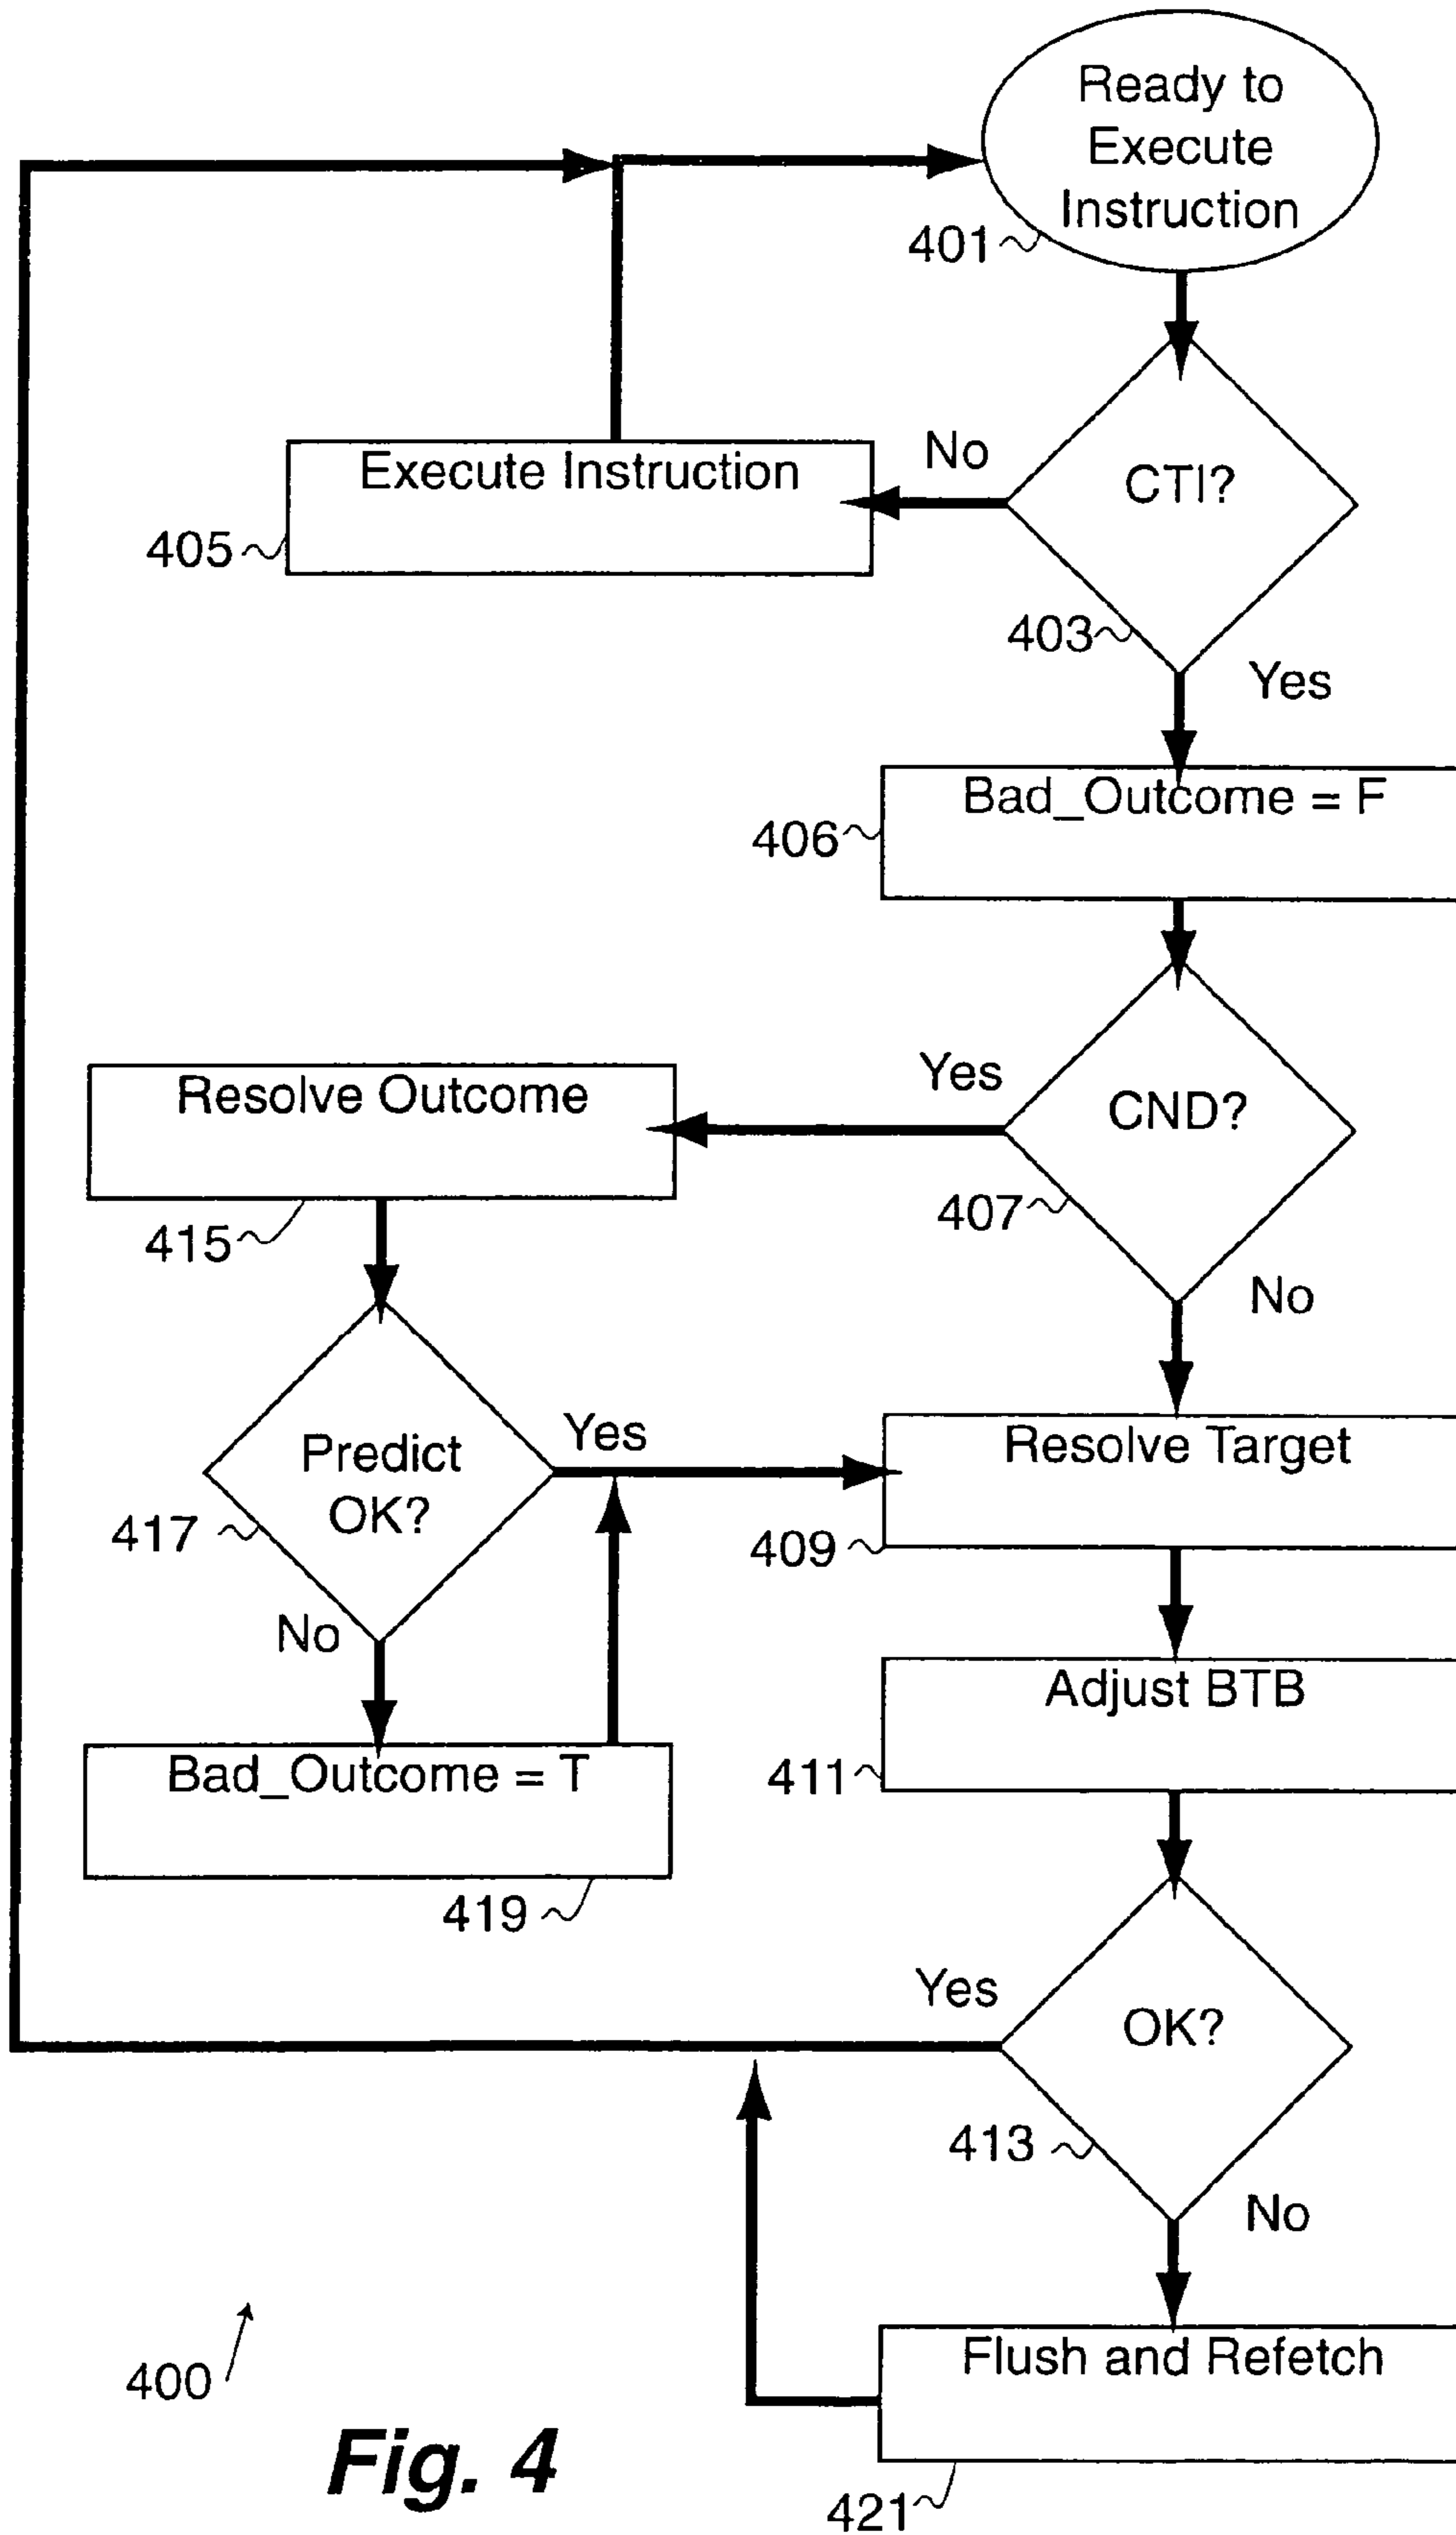 Ready to
Execute
Instruction
401
No
CTI?
Execute Instruction
405
403
Yes
Bad_Outcome = F
406
Yes
CND?
Resolve Outcome
407
415
No
Yes
Resolve Target
Predict
OK?
417
409
No
Adjust BTB
Bad_Outcome = T
411
419
Yes
OK?
413
No
Flush and Refetch
400
Fig. 4
421